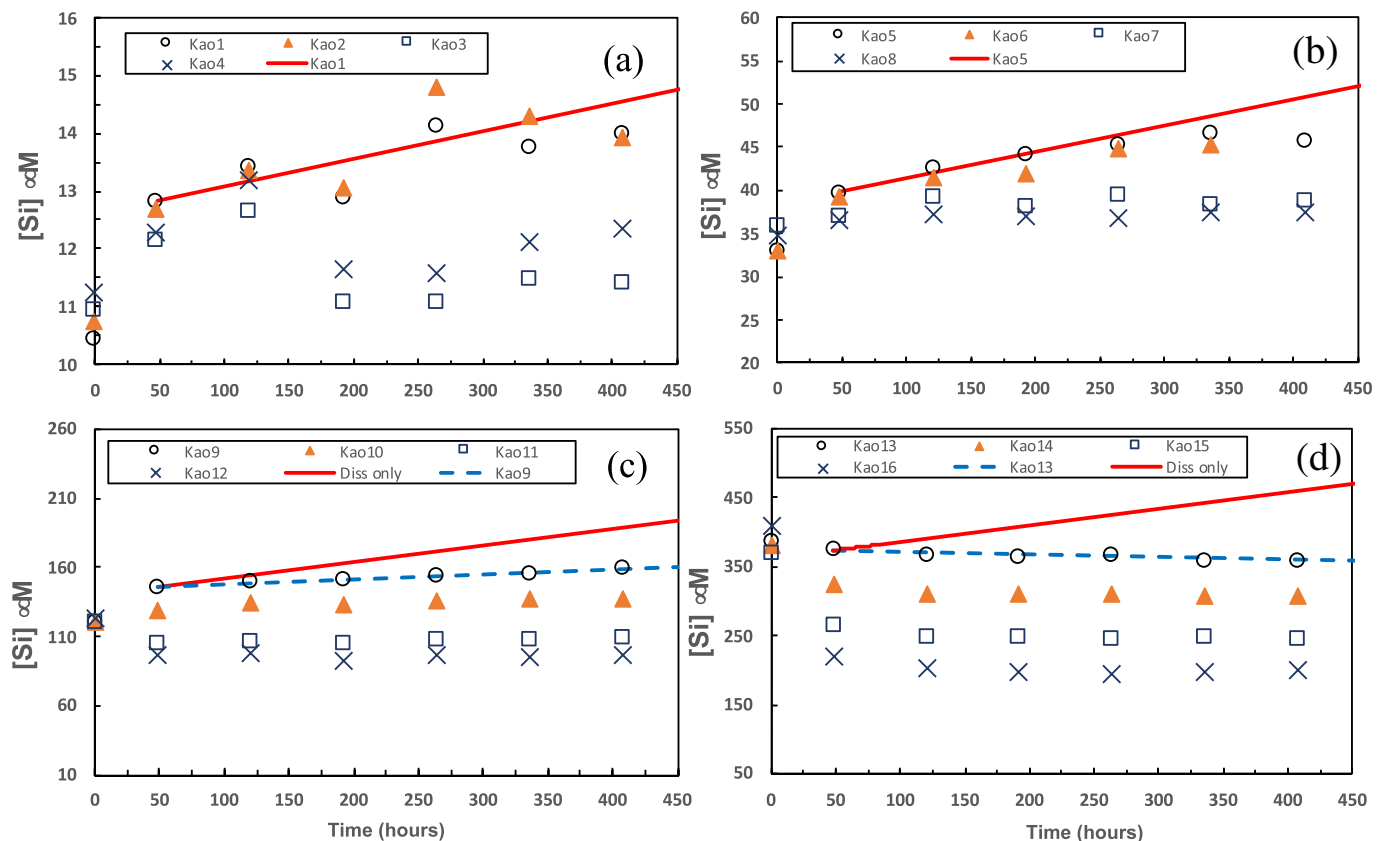 16
15
14
13
12
11
10
[Si] ∝M
Kao1 Kao2 Kao3
Kao4 Kao1
(a)
0 50 100 150 200 250 300 350 400 450
60
55
50
45
40
35
30
25
20
[Si] ∝M
Kao5 Kao6 Kao7
Kao8 Kao5
(b)
0 50 100 150 200 250 300 350 400 450
260
210
160
110
60
10
[Si] ∝M
Kao9 Kao10 Kao11
Kao12 Diss only Kao9
(c)
0 50 100 150 200 250 300 350 400 450
Time (hours)
550
450
350
250
150
50
[Si] ∝M
Kao13 Kao14 Kao15
Kao16 Kao13 Diss only
(d)
0 50 100 150 200 250 300 350 400 450
Time (hours)